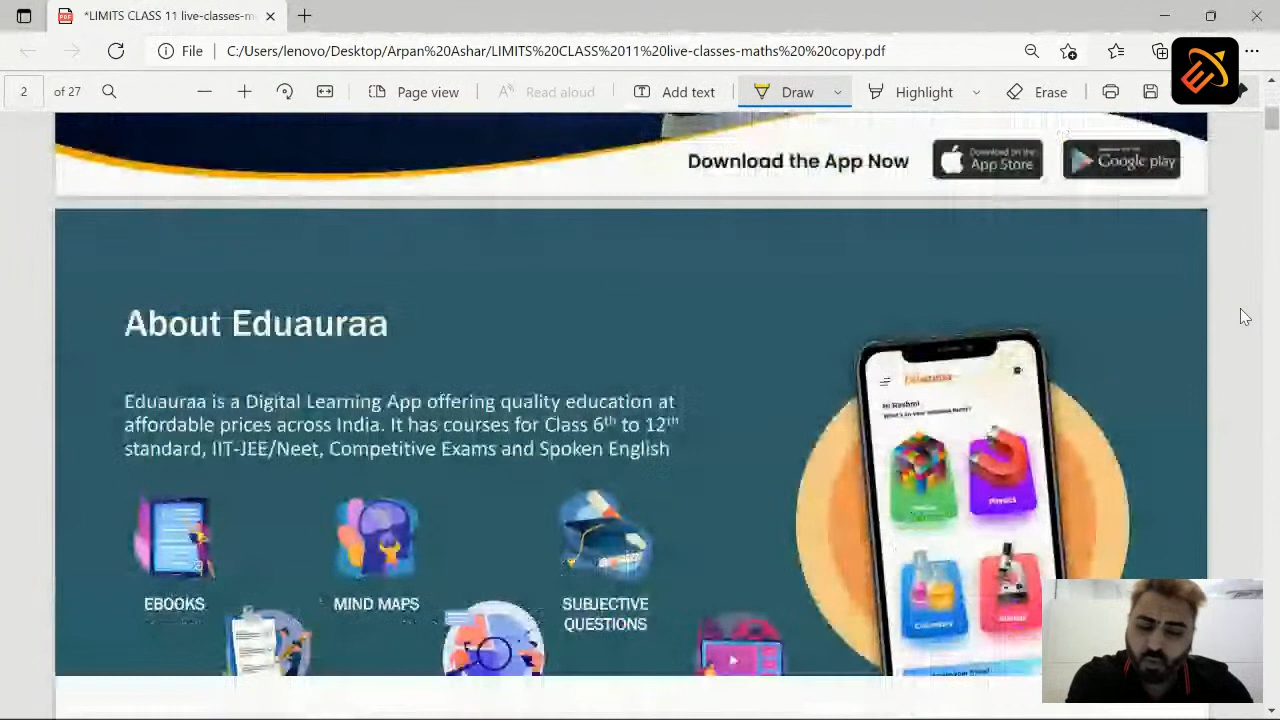 *LIMITS CLASS 11 live-classes-m
File
C:/Users/lenovo/Desktop/Arpan%20Ashar/LIMITS%20CLASS%2011%20live-classes-maths%20%20copy.pdf
2 of 27
Page view
Read aloud
Add text
Draw
Highlight
Erase
Download the App Now
Download on the
App Store
Google play
About Eduauraa
Eduauraa is a Digital Learning App offering quality education at
affordable prices across India. It has courses for Class 6th to 12th
standard, IIT-JEE/Neet, Competitive Exams and Spoken English
Hi Rashmi
Physics
EBOOKS
MIND MAPS
SUBJECTIVE
QUESTIONS